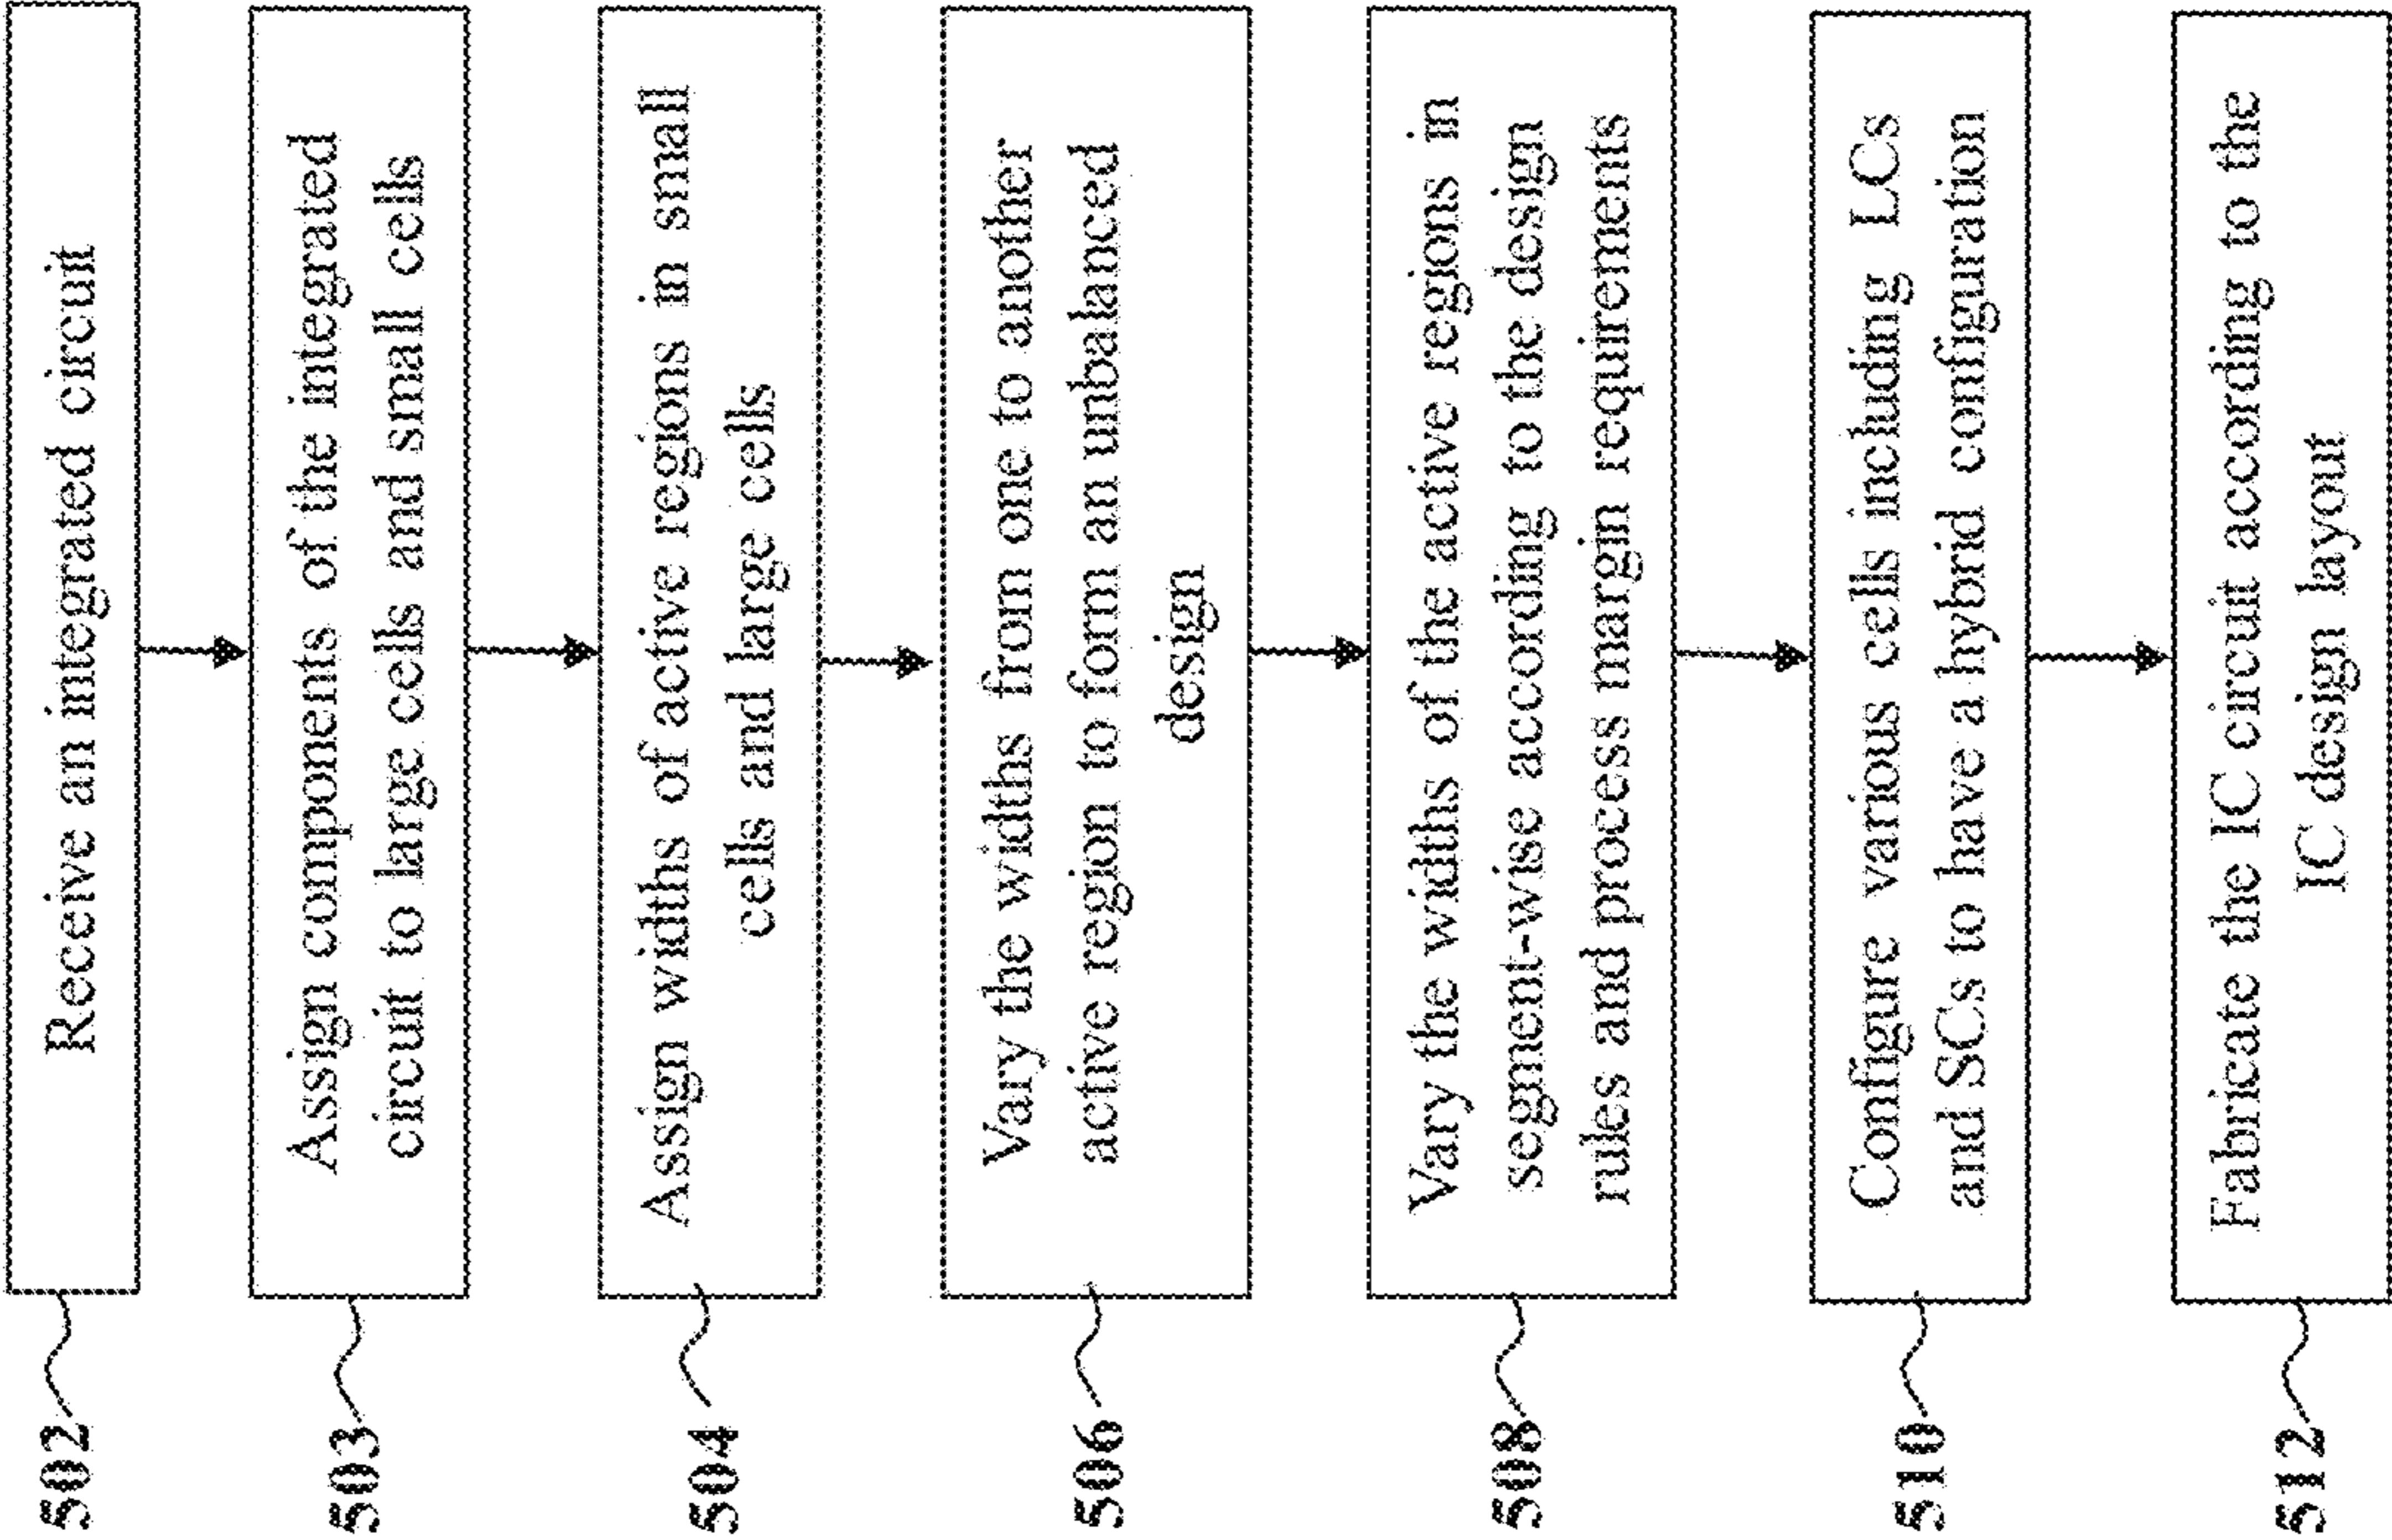 502
Receive an integrated circuit
503
Assign components of the integrated
circuit to large cells and small cells
504
Assign widths of active regions in small
cells and large cells
506
Vary the widths from one to another
active region to form an unbalanced
design
508
Vary the widths of the active regions in
segment-wise according to the design
rules and process margin requirements
510
Configure various cells including LCs
and SCs to have a hybrid configuration
512
Fabricate the IC circuit according to the
IC design layout